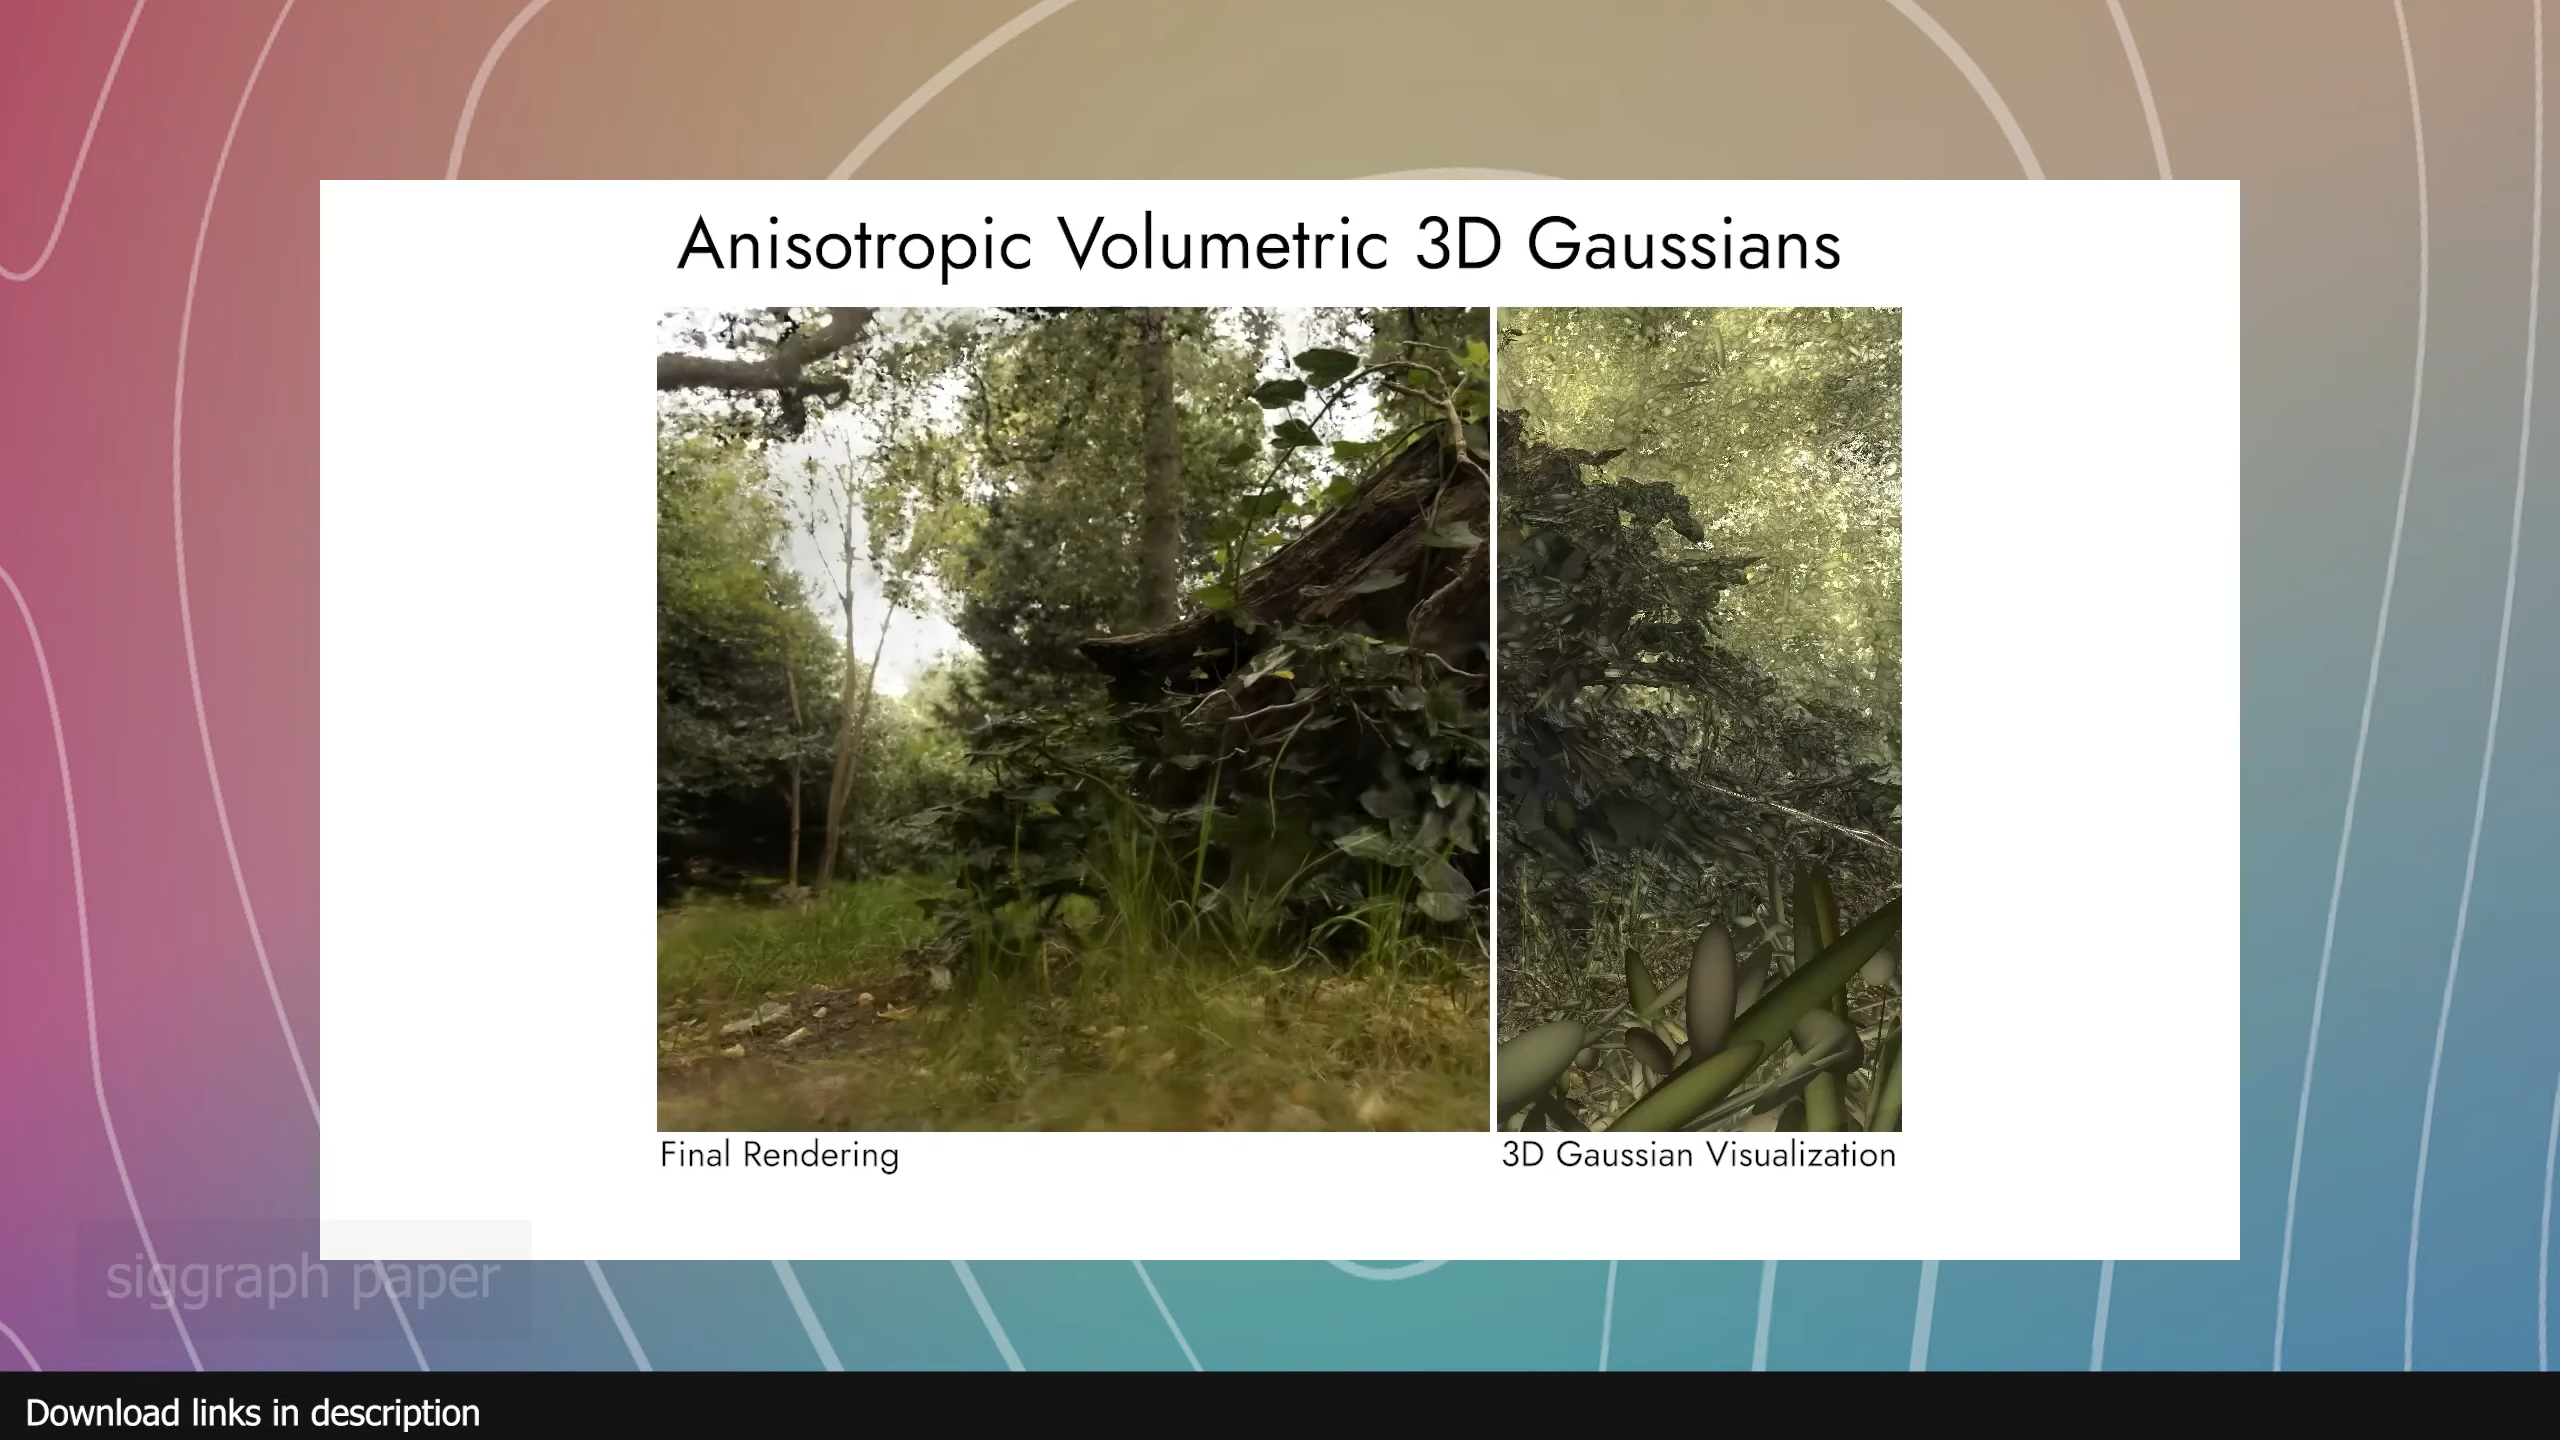 Anisotropic Volumetric 3D Gaussians
Final Rendering
3D Gaussian Visualization
siggraph paper
Download links in description